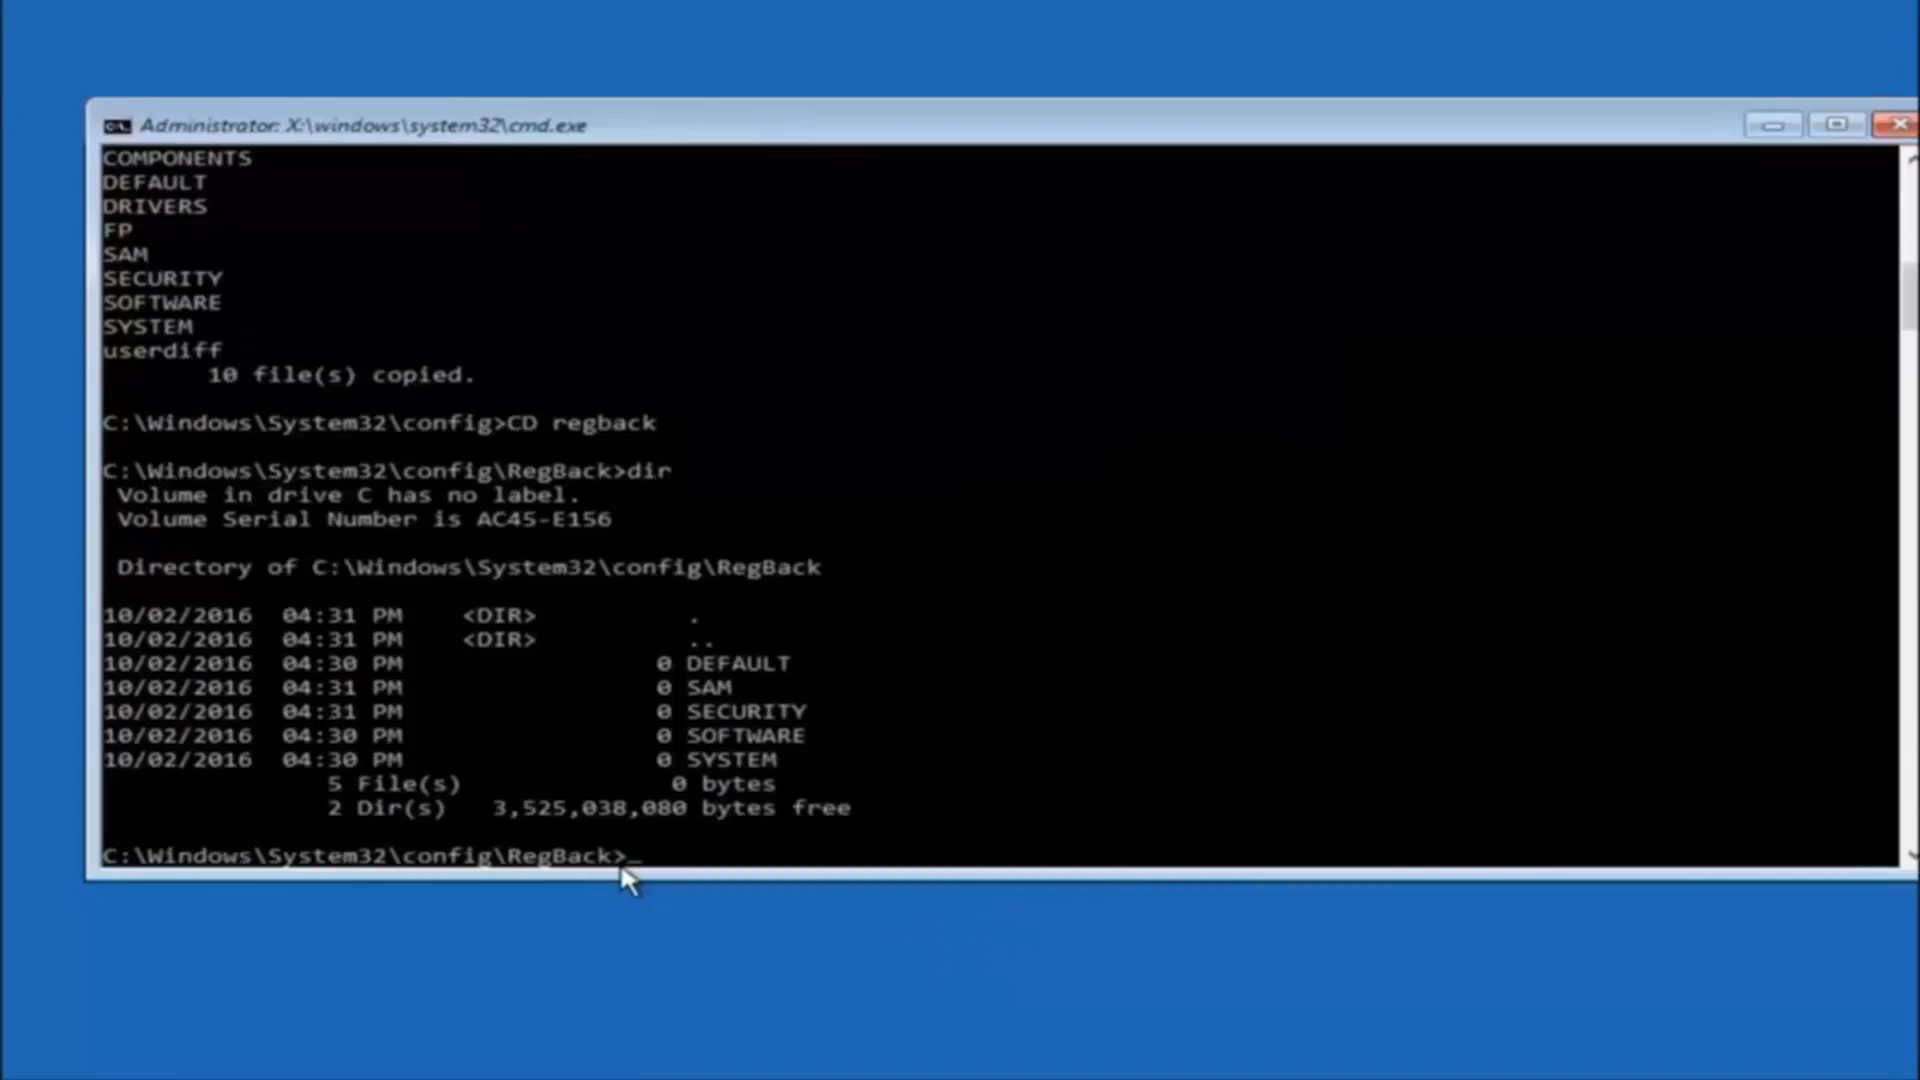 Administrator: X:\windows\system32\cmd.exe
COMPONENTS
DEFAULT
DRIVERS
FP
SAM
SECURITY
SOFTWARE
SYSTEM
userdiff
       10 file(s) copied.
C:\Windows\System32\config>CD regback
C:\Windows\System32\config\RegBack>dir
 Volume in drive C has no label.
 Volume Serial Number is AC45-E156
 Directory of C:\Windows\System32\config\RegBack
10/02/2016  04:31 PM    <DIR>          .
10/02/2016  04:31 PM    <DIR>          ..
10/02/2016  04:30 PM                 0 DEFAULT
10/02/2016  04:31 PM                 0 SAM
10/02/2016  04:31 PM                 0 SECURITY
10/02/2016  04:30 PM                 0 SOFTWARE
10/02/2016  04:30 PM                 0 SYSTEM
               5 File(s)              0 bytes
               2 Dir(s)   3,525,038,080 bytes free
C:\Windows\System32\config\RegBack>_